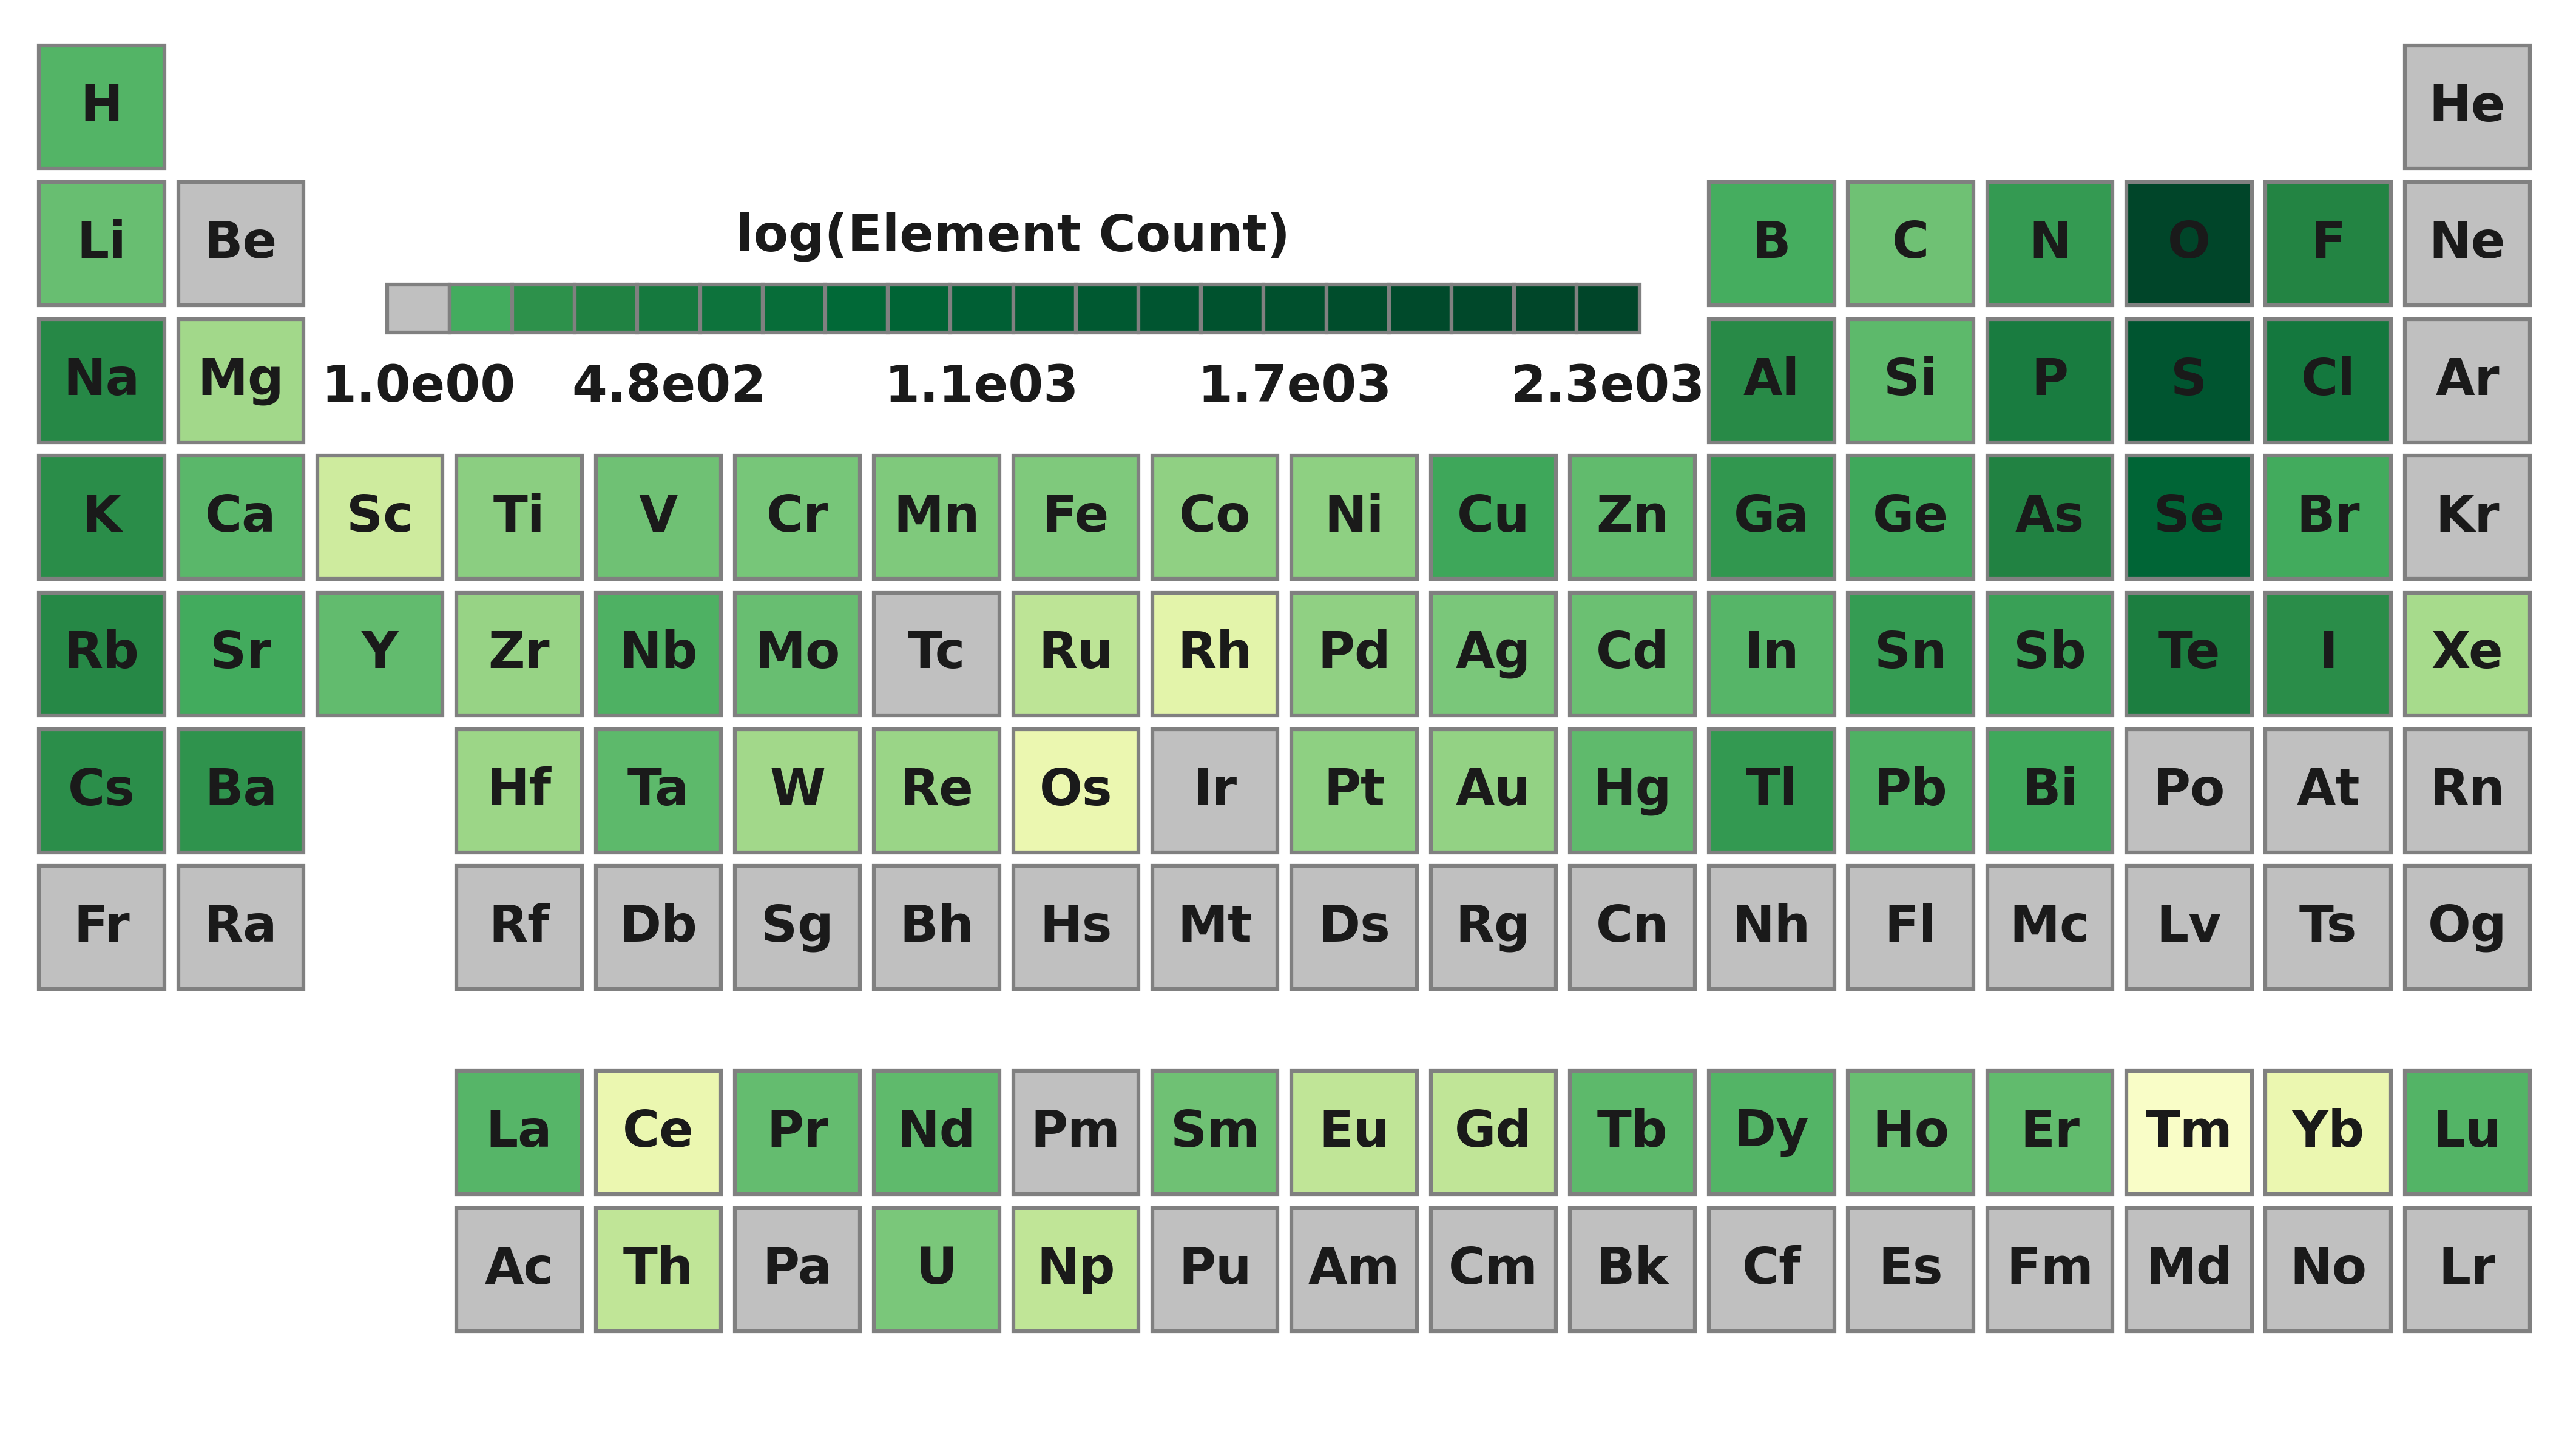 H He
Li Be B C N O F Ne
log(Element Count)
Na Mg Al Si P S Cl Ar
1.0e00 4.8e02 1.1e03 1.7e03 2.3e03
K Ca Sc Ti V Cr Mn Fe Co Ni Cu Zn Ga Ge As Se Br Kr
Rb Sr Y Zr Nb Mo Tc Ru Rh Pd Ag Cd In Sn Sb Te I Xe
Cs Ba Hf Ta W Re Os Ir Pt Au Hg Tl Pb Bi Po At Rn
Fr Ra Rf Db Sg Bh Hs Mt Ds Rg Cn Nh Fl Mc Lv Ts Og
La Ce Pr Nd Pm Sm Eu Gd Tb Dy Ho Er Tm Yb Lu
Ac Th Pa U Np Pu Am Cm Bk Cf Es Fm Md No Lr